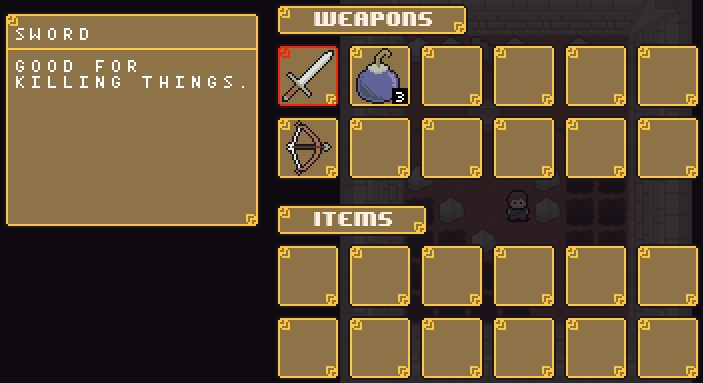 SWORD
GOOD FOR
KILLING THINGS.
WEAPONS
3
ITEMS